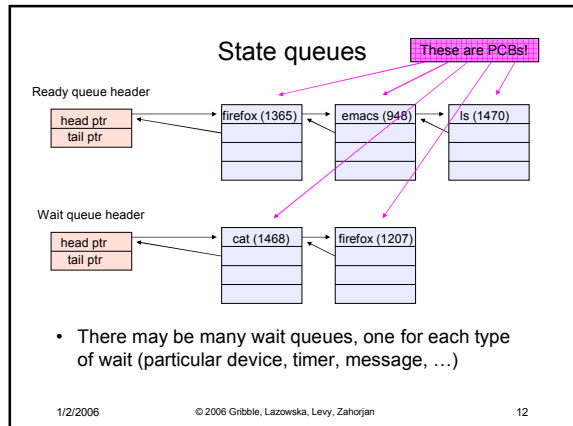 State queues
These are PCBs!
Ready queue header
head ptr
tail ptr
firefox (1365)
emacs (948)
ls (1470)
Wait queue header
head ptr
tail ptr
cat (1468)
firefox (1207)
• There may be many wait queues, one for each type
of wait (particular device, timer, message, …)
1/2/2006
© 2006 Gribble, Lazowska, Levy, Zahorjan
12